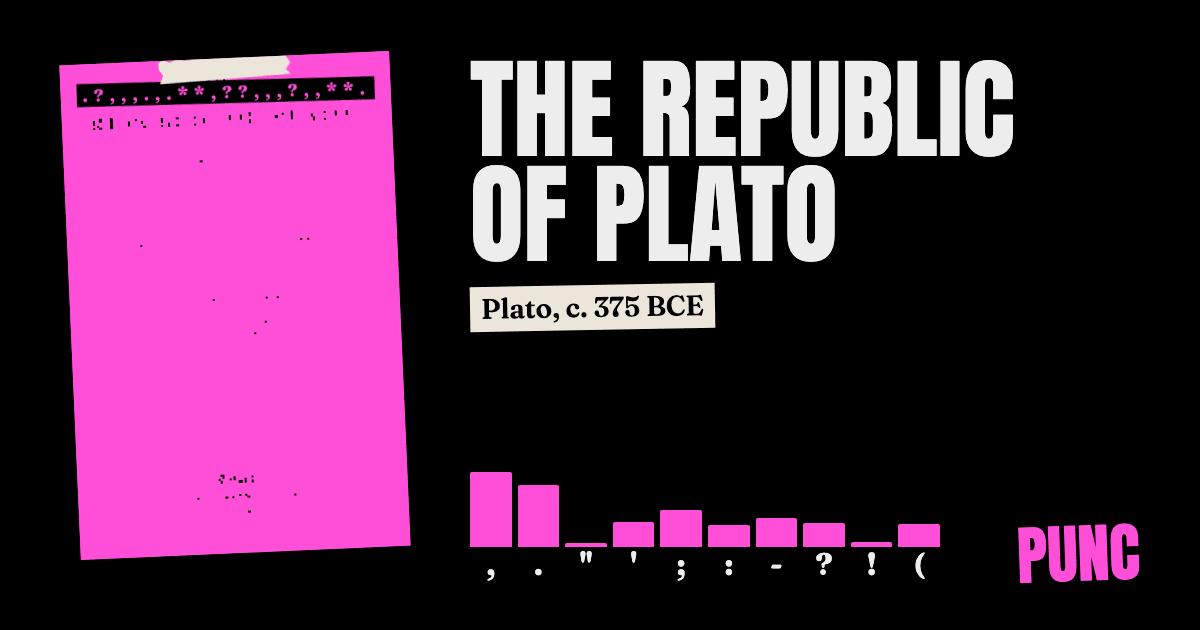 .?,,,.,.**,??,,,?,,**.
THE REPUBLIC
OF PLATO
Plato, c. 375 BCE
, . " ' ; : - ? ! (
PUNC